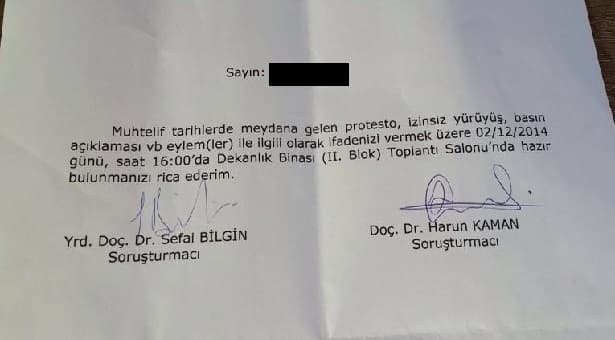 Sayın:
Muhtelif tarihlerde meydana gelen protesto, izinsiz yürüyüş, basın
açıklaması vb eylem(ler) ile ilgili olarak ifadenizi vermek üzere 02/12/2014
günü, saat 16:00'da Dekanlık Binası (II. Blok) Toplantı Salonu'nda hazır
bulunmanızı rica ederim.
Yrd. Doç. Dr. Sefai BİLGİN
Soruşturmacı
Doç. Dr. Harun KAMAN
Soruşturmacı